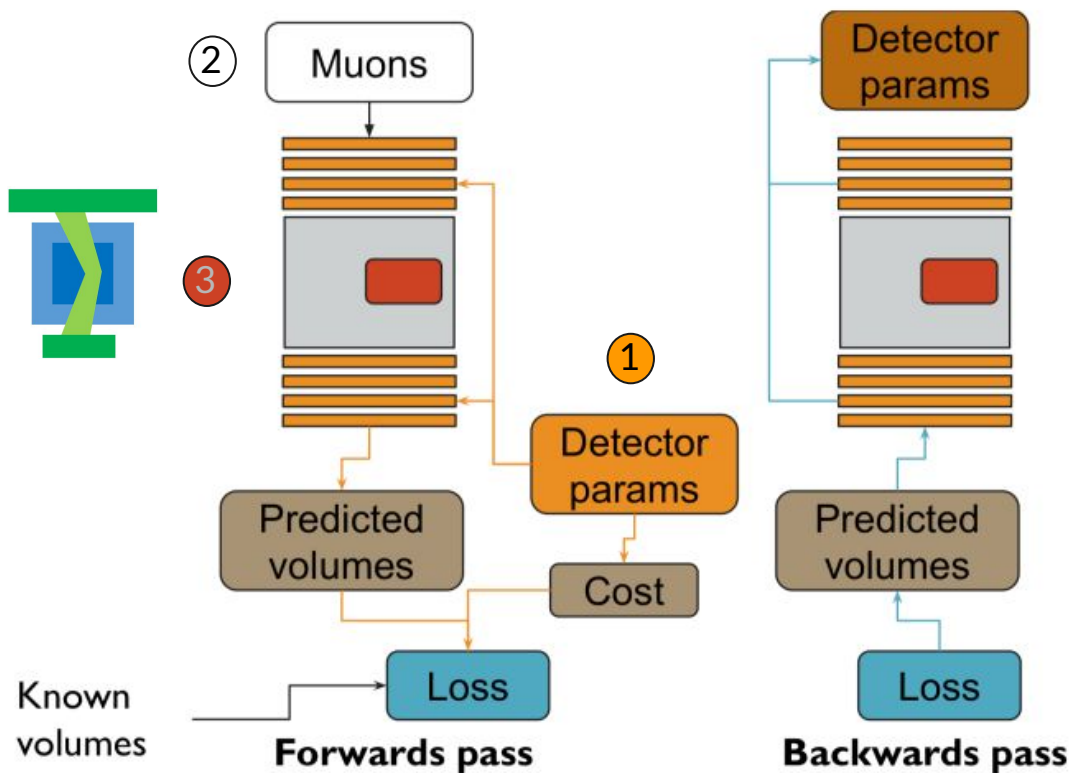 2
Muons
3
1
Detector
params
Predicted
volumes
Cost
Loss
Known
volumes
Forwards pass
Detector
params
Predicted
volumes
Loss
Backwards pass